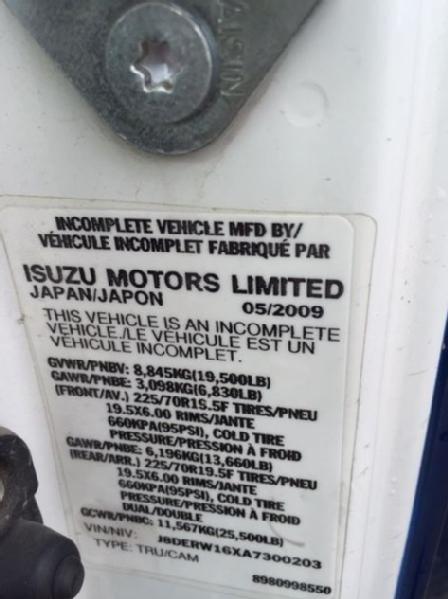 INCOMPLETE VEHICLE MFD BY/
VÉHICULE INCOMPLET FABRIQUÉ PAR
ISUZU MOTORS LIMITED
JAPAN/JAPON 05/2009
THIS VEHICLE IS AN INCOMPLETE
VEHICLE./LE VÉHICULE EST UN
VÉHICULE INCOMPLET.
GVWR/PNBV: 8,845KG(19,500LB)
GAWR/PNBE: 3,098KG(6,830LB)
(FRONT/AV.) 225/70R19.5F TIRES/PNEU
19.5X6.00 RIMS/JANTE
660KPA(95PSI), COLD TIRE
PRESSURE/PRESSION À FROID
GAWR/PNBE: 6,196KG(13,660LB)
(REAR/ARR.) 225/70R19.5F TIRES/PNEU
19.5X6.00 RIMS/JANTE
660KPA(95PSI), COLD TIRE
PRESSURE/PRESSION À FROID
DUAL/DOUBLE
GCWR/PNBC: 11,567KG(25,500LB)
VIN/NIV: JBDERW16XA7300203
TYPE: TRU/CAM
8980998550